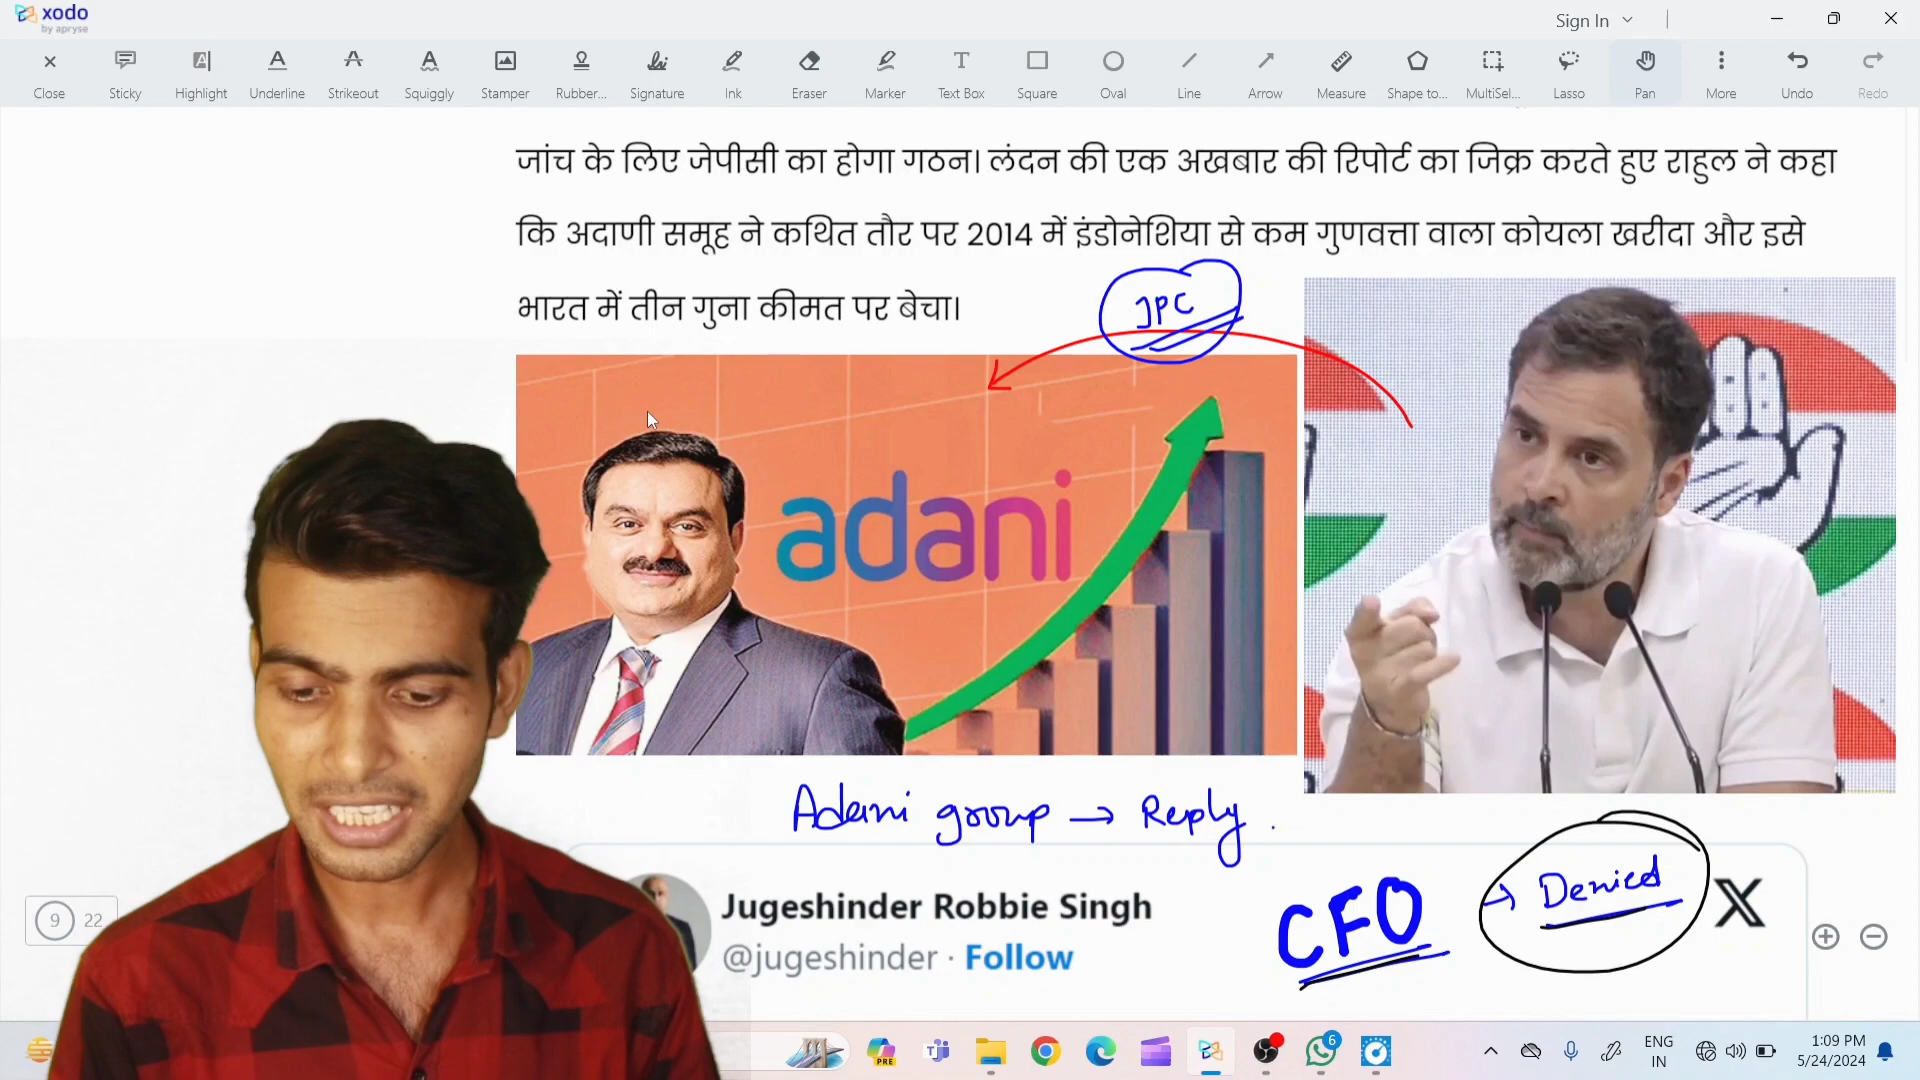 xodo
by apryse
Sign In
Close
Sticky
Highlight
Underline
Strikeout
Squiggly
Stamper
Rubber...
Signature
Ink
Eraser
Marker
Text Box
Square
Oval
Line
Arrow
Measure
Shape to...
MultiSel...
Lasso
Pan
More
Undo
Redo
जांच के लिए जेपीसी का होगा गठन। लंदन की एक अखबार की रिपोर्ट का जिक्र करते हुए राहुल ने कहा
कि अदाणी समूह ने कथित तौर पर 2014 में इंडोनेशिया से कम गुणवत्ता वाला कोयला खरीदा और इसे
भारत में तीन गुना कीमत पर बेचा।
JPC
adani
Adani group → Reply.
Jugeshinder Robbie Singh
@jugeshinder · Follow
CFO
→ Denied
X
9 22
PRE
6
ENG
IN
1:09 PM
5/24/2024